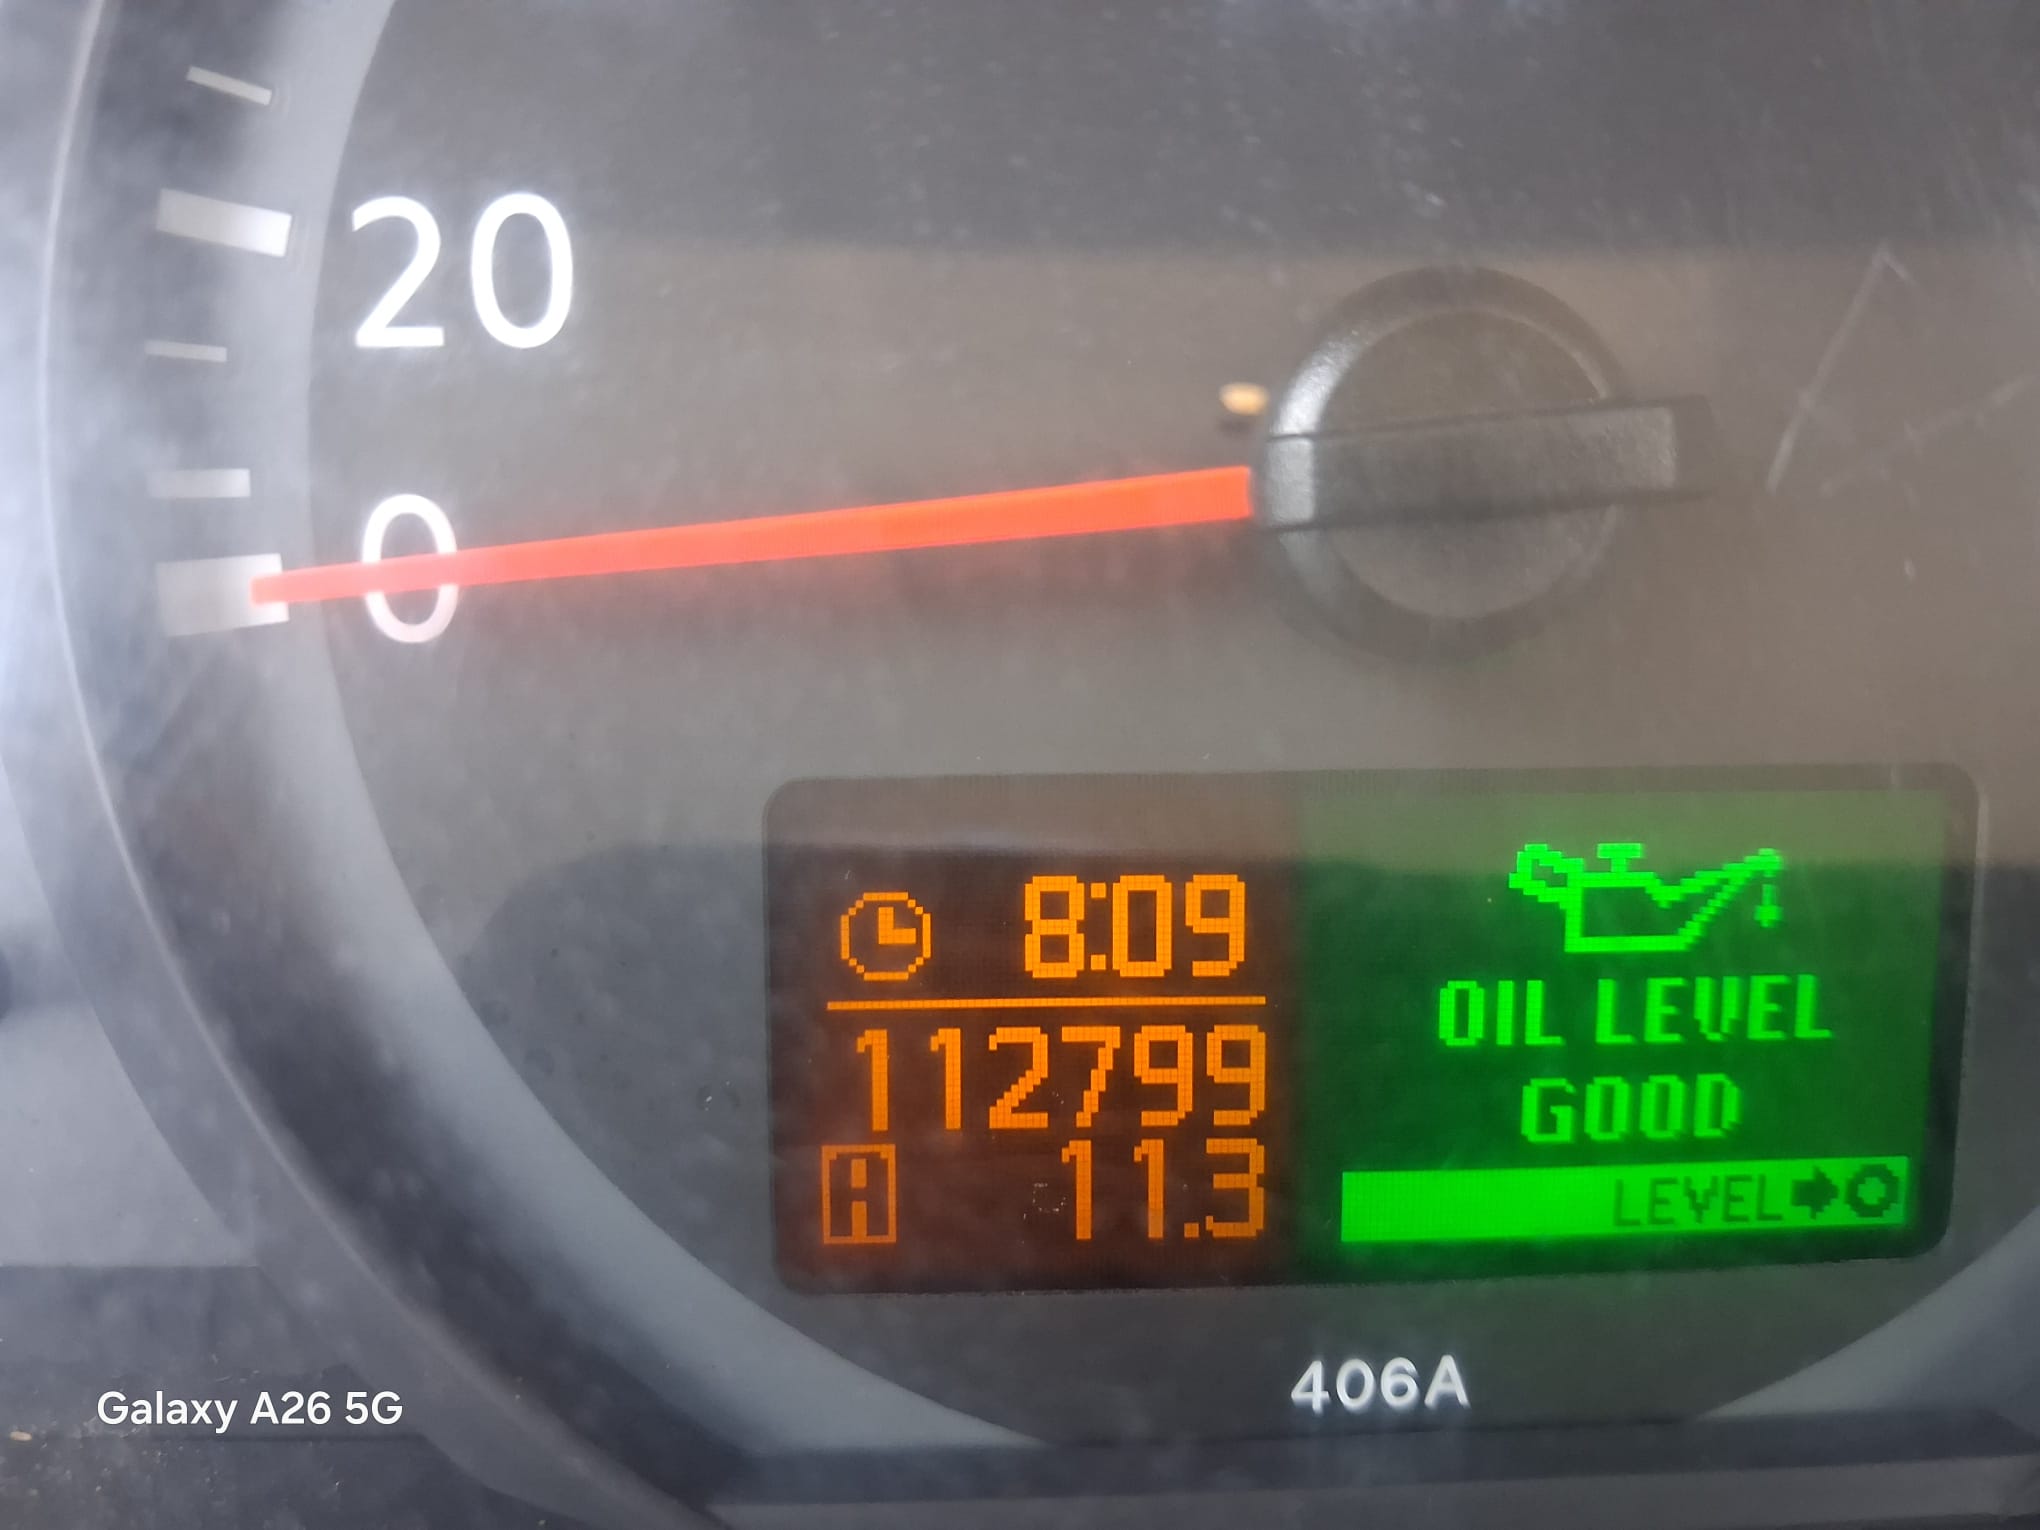 20
0
8:09
112799
A 11.3
OIL LEVEL
GOOD
LEVEL
406A
Galaxy A26 5G